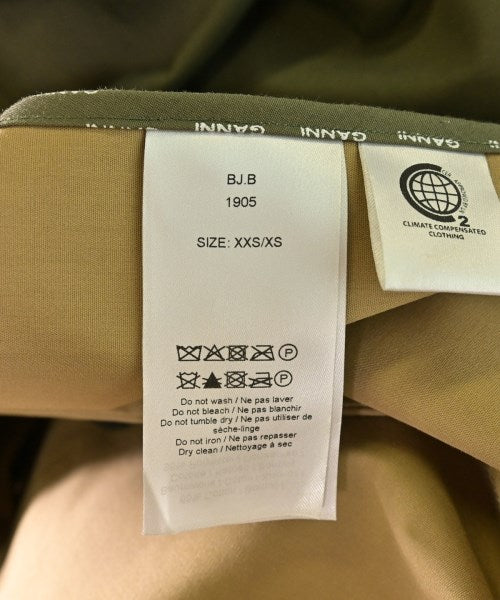 GANNI
GANNI
GANNI
BJ.B
1905
SIZE: XXS/XS
2
CLIMATE COMPENSATED
CLOTHING
P
P
Do not wash / Ne pas laver
Do not bleach / Ne pas blanchir
Do not tumble dry / Ne pas utiliser de
sèche-linge
Do not iron / Ne pas repasser
Dry clean / Nettoyage à sec